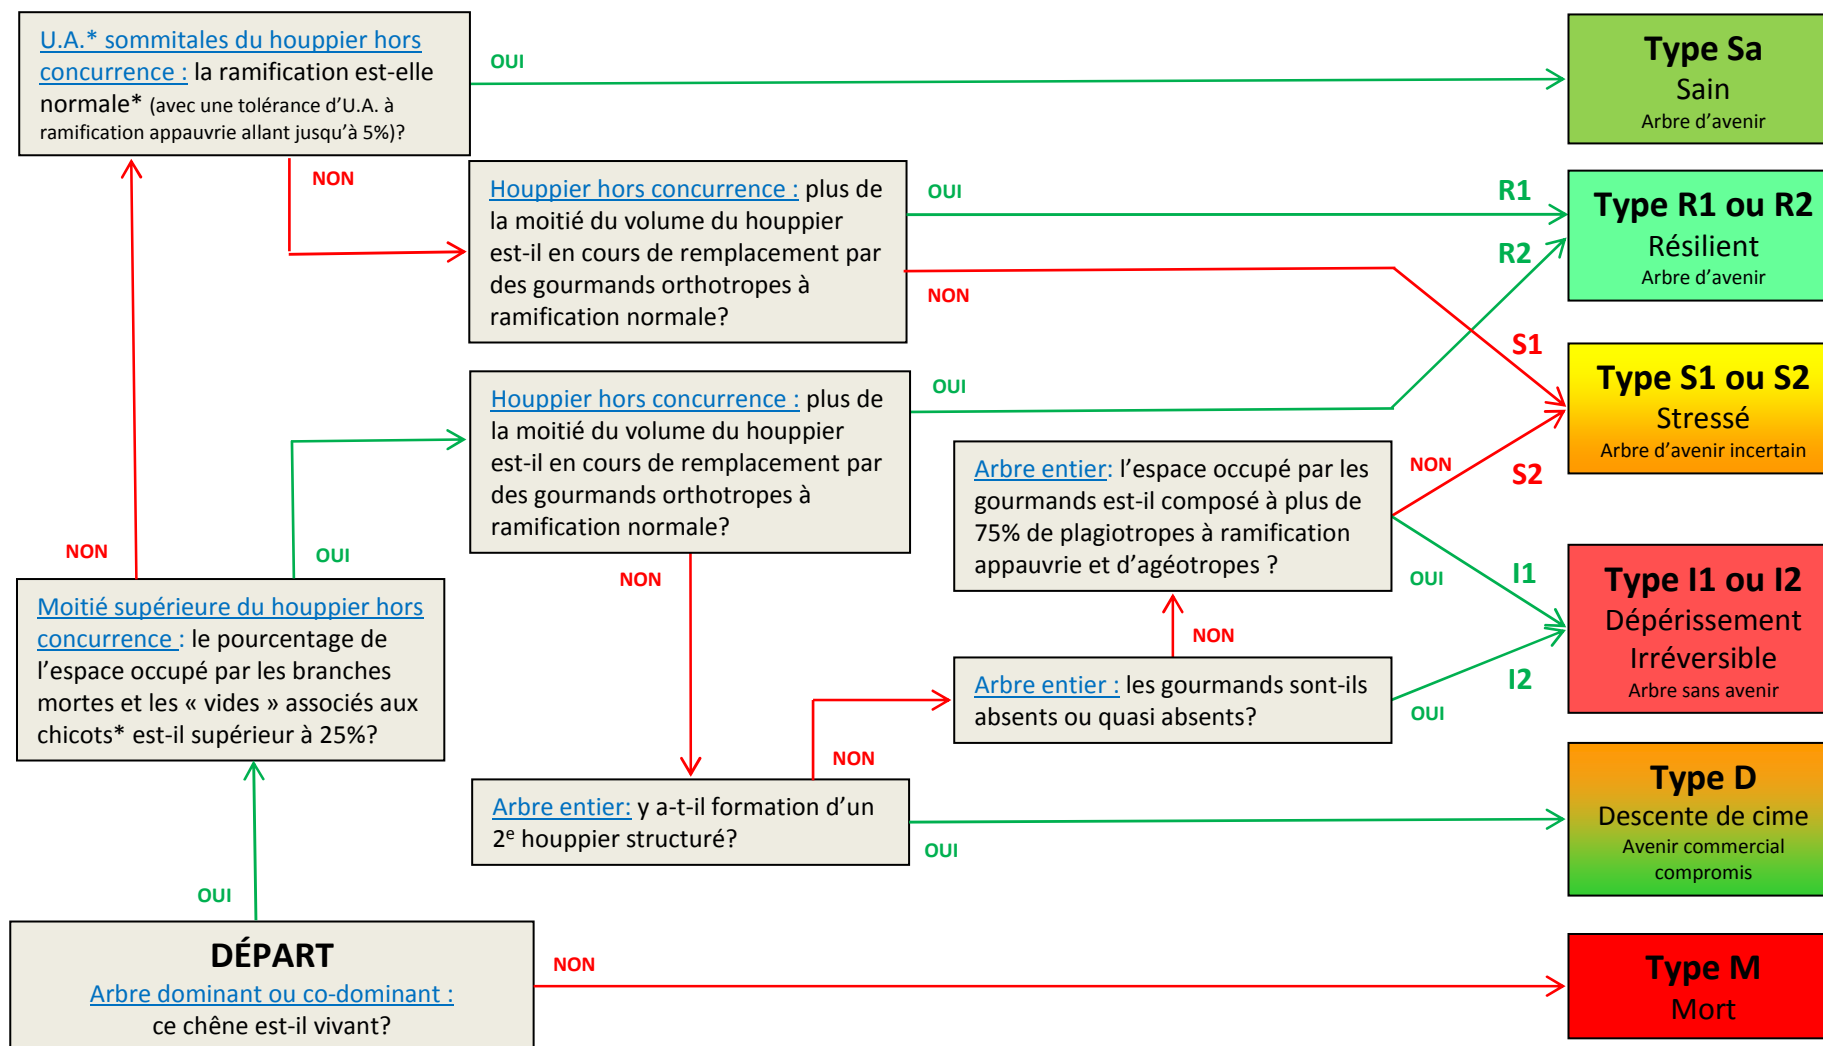 U.A.* sommitales du houppier hors
concurrence : la ramification est-elle
normale* (avec une tolérance d'U.A. à
ramification appauvrie allant jusqu'à 5%)?
OUI
Type Sa
Sain
Arbre d'avenir
NON
Houppier hors concurrence : plus de
la moitié du volume du houppier
est-il en cours de remplacement par
des gourmands orthotropes à
ramification normale?
OUI
R1
NON
R2
Type R1 ou R2
Résilient
Arbre d'avenir
S1
S2
Type S1 ou S2
Stressé
Arbre d'avenir incertain
Houppier hors concurrence : plus de
la moitié du volume du houppier
est-il en cours de remplacement par
des gourmands orthotropes à
ramification normale?
OUI
NON
Arbre entier: l'espace occupé par les
gourmands est-il composé à plus de
75% de plagiotropes à ramification
appauvrie et d'agéotropes ?
NON
OUI
I1
NON
OUI
Moitié supérieure du houppier hors
concurrence : le pourcentage de
l'espace occupé par les branches
mortes et les « vides » associés aux
chicots* est-il supérieur à 25%?
NON
Arbre entier : les gourmands sont-ils
absents ou quasi absents?
I2
OUI
Type I1 ou I2
Dépérissement
Irréversible
Arbre sans avenir
NON
Arbre entier: y a-t-il formation d'un
2e houppier structuré?
OUI
Type D
Descente de cime
Avenir commercial
compromis
OUI
DÉPART
Arbre dominant ou co-dominant :
ce chêne est-il vivant?
NON
Type M
Mort